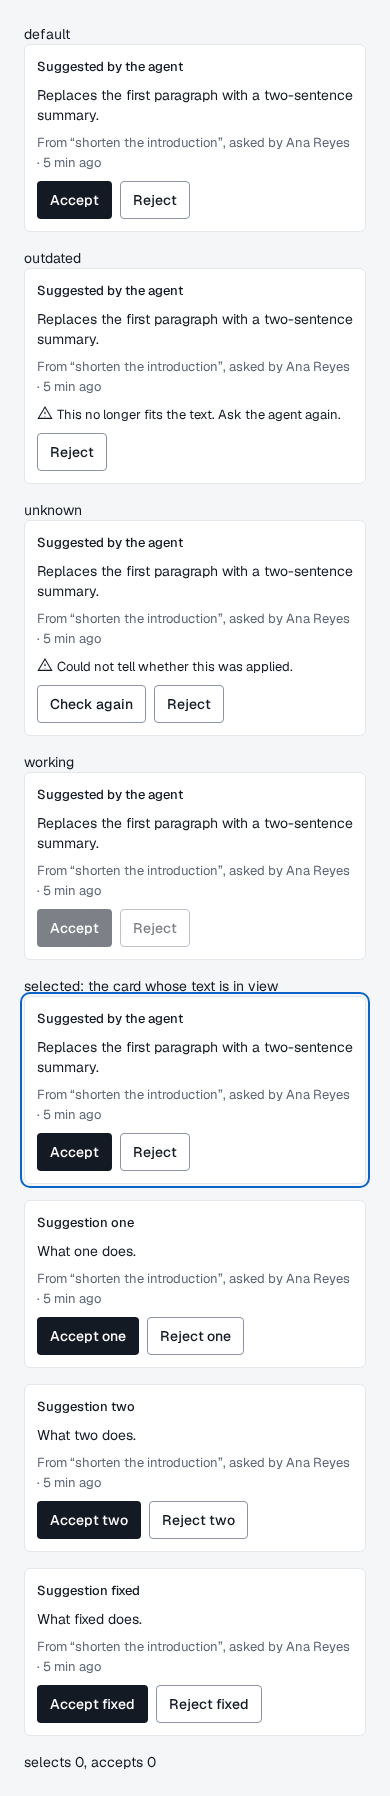 default
Suggested by the agent
Replaces the first paragraph with a two-sentence
summary.
From “shorten the introduction”, asked by Ana Reyes
· 5 min ago
Accept Reject
outdated
Suggested by the agent
Replaces the first paragraph with a two-sentence
summary.
From “shorten the introduction”, asked by Ana Reyes
· 5 min ago
This no longer fits the text. Ask the agent again.
Reject
unknown
Suggested by the agent
Replaces the first paragraph with a two-sentence
summary.
From “shorten the introduction”, asked by Ana Reyes
· 5 min ago
Could not tell whether this was applied.
Check again Reject
working
Suggested by the agent
Replaces the first paragraph with a two-sentence
summary.
From “shorten the introduction”, asked by Ana Reyes
· 5 min ago
Accept Reject
selected: the card whose text is in view
Suggested by the agent
Replaces the first paragraph with a two-sentence
summary.
From “shorten the introduction”, asked by Ana Reyes
· 5 min ago
Accept Reject
Suggestion one
What one does.
From “shorten the introduction”, asked by Ana Reyes
· 5 min ago
Accept one Reject one
Suggestion two
What two does.
From “shorten the introduction”, asked by Ana Reyes
· 5 min ago
Accept two Reject two
Suggestion fixed
What fixed does.
From “shorten the introduction”, asked by Ana Reyes
· 5 min ago
Accept fixed Reject fixed
selects 0, accepts 0